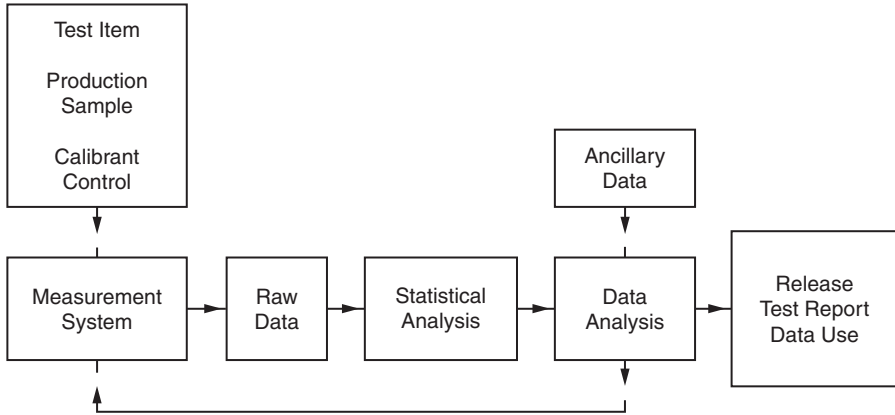 Test Item
Production
Sample
Calibrant
Control
Ancillary
Data
Measurement
System
Raw
Data
Statistical
Analysis
Data
Analysis
Release
Test Report
Data Use